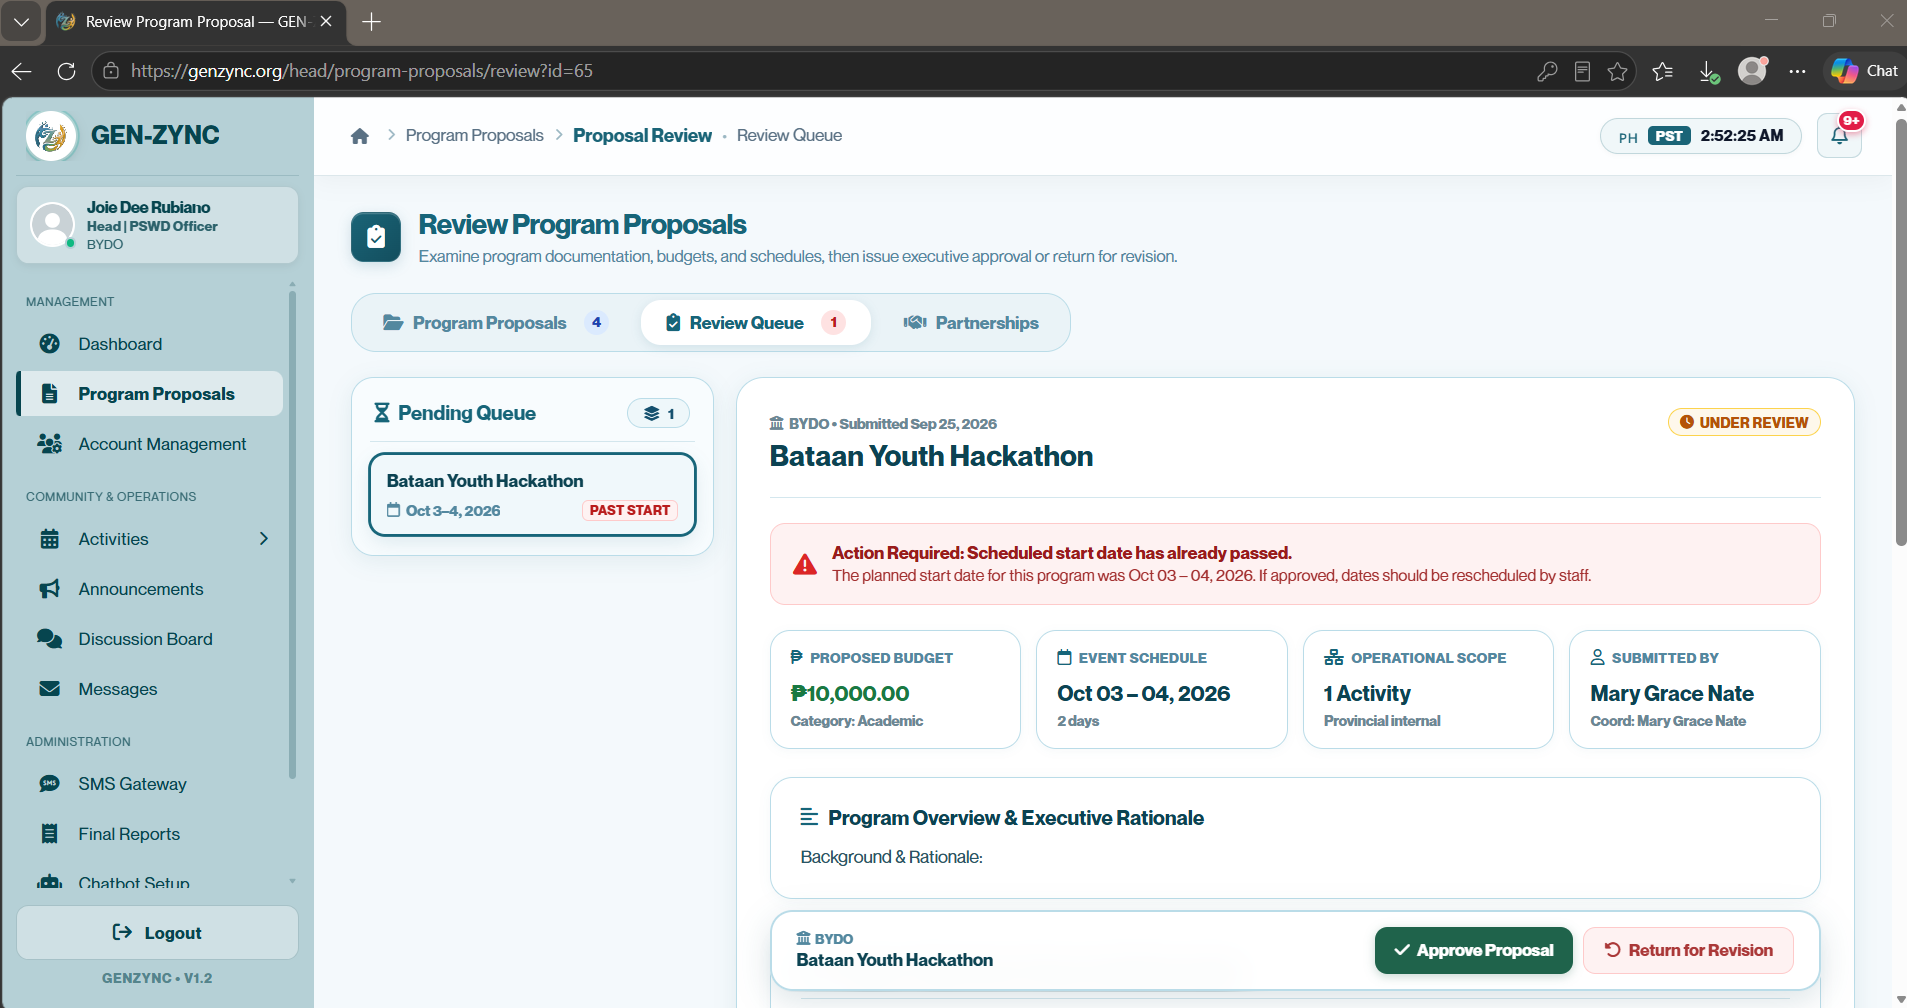 Review Program Proposal — GEN-
https://genzync.org/head/program-proposals/review?id=65
Chat
GEN-ZYNC
Joie Dee Rubiano
Head | PSWD Officer
BYDO
MANAGEMENT
Dashboard
Program Proposals
Account Management
COMMUNITY & OPERATIONS
Activities
Announcements
Discussion Board
Messages
ADMINISTRATION
SMS Gateway
Final Reports
Chatbot Setup
Logout
GENZYNC • V1.2
Program Proposals
Proposal Review • Review Queue
PH PST 2:52:25 AM
9+
Review Program Proposals
Examine program documentation, budgets, and schedules, then issue executive approval or return for revision.
Program Proposals 4
Review Queue 1
Partnerships
Pending Queue
1
Bataan Youth Hackathon
Oct 3–4, 2026
PAST START
BYDO • Submitted Sep 25, 2026
UNDER REVIEW
Bataan Youth Hackathon
Action Required: Scheduled start date has already passed.
The planned start date for this program was Oct 03 – 04, 2026. If approved, dates should be rescheduled by staff.
PROPOSED BUDGET
₱10,000.00
Category: Academic
EVENT SCHEDULE
Oct 03 – 04, 2026
2 days
OPERATIONAL SCOPE
1 Activity
Provincial internal
SUBMITTED BY
Mary Grace Nate
Coord: Mary Grace Nate
Program Overview & Executive Rationale
Background & Rationale:
BYDO
Bataan Youth Hackathon
Approve Proposal
Return for Revision